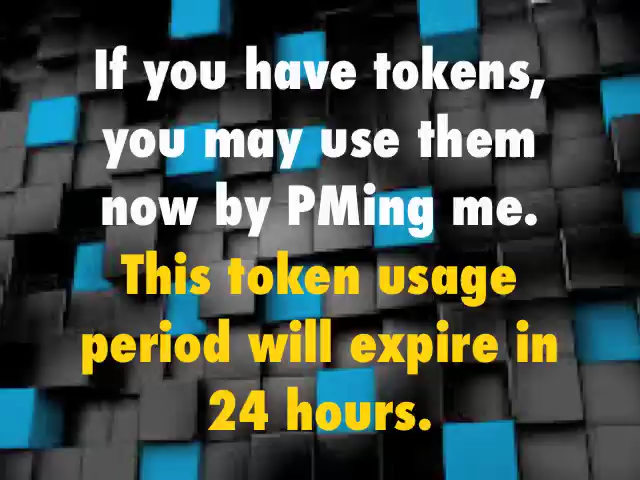 If you have tokens,
you may use them
now by PMing me.
This token usage
period will expire in
24 hours.